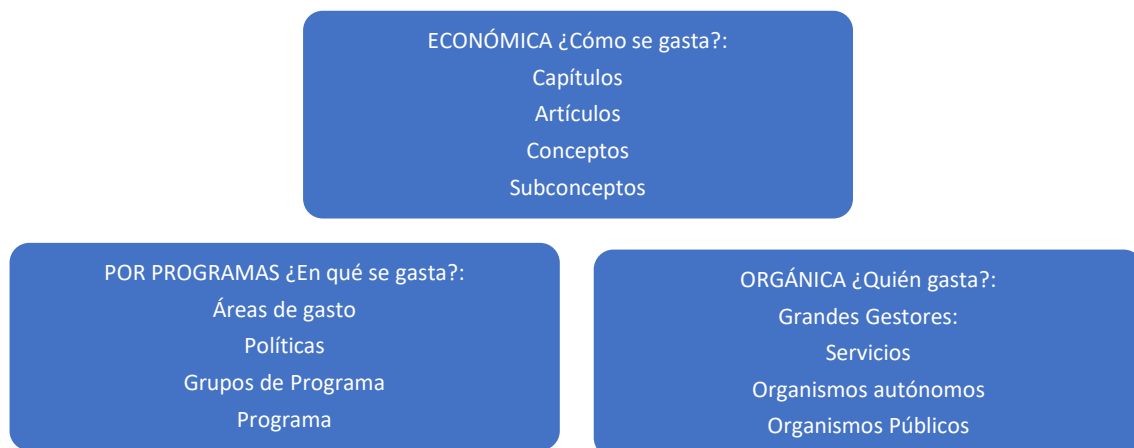 ECONÓMICA ¿Cómo se gasta?:
Capítulos
Artículos
Conceptos
Subconceptos
POR PROGRAMAS ¿En qué se gasta?:
Áreas de gasto
Políticas
Grupos de Programa
Programa
ORGÁNICA ¿Quién gasta?:
Grandes Gestores:
Servicios
Organismos autónomos
Organismos Públicos